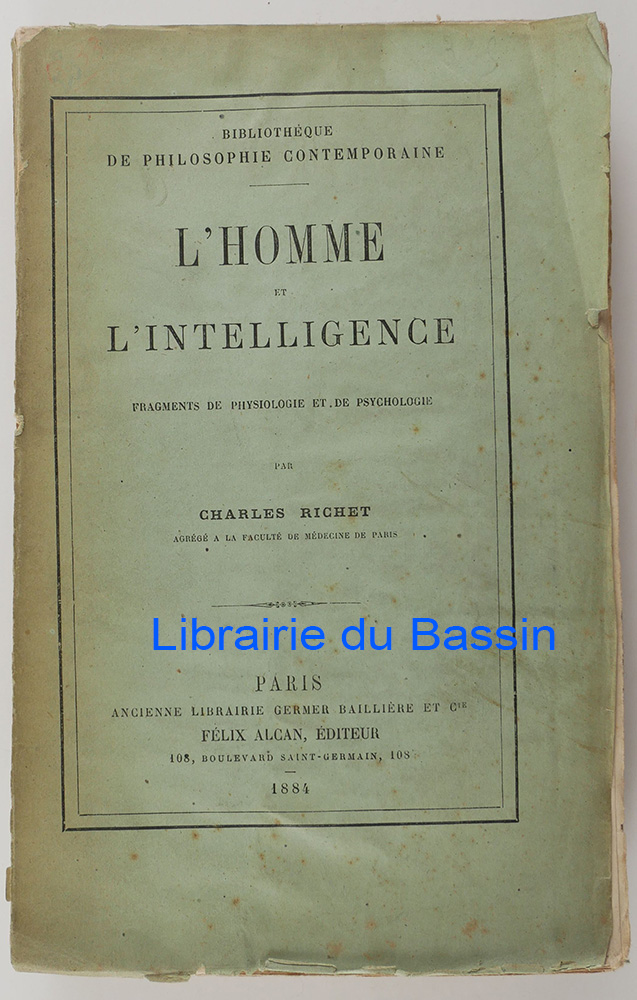 BIBLIOTHÉQUE
DE PHILOSOPHIE CONTEMPORAINE
L'HOMME
ET
L'INTELLIGENCE
FRAGMENTS DE PHYSIOLOGIE ET DE PSYCHOLOGIE
PAR
CHARLES RICHET
AGRÉGÉ A LA FACULTÉ DE MÉDECINE DE PARIS
Librairie du Bassin
PARIS
ANCIENNE LIBRAIRIE GERMER BAILLIÈRE ET Cie
FÉLIX ALCAN, ÉDITEUR
108, BOULEVARD SAINT-GERMAIN, 108
1884